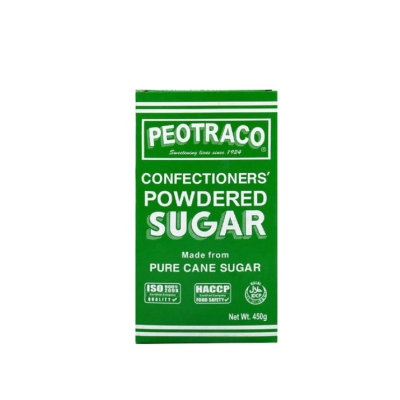 PEOTRACO
Sweetening lives since 1924
CONFECTIONERS'
POWDERED
SUGAR
Made from
PURE CANE SUGAR
ISO
QUALITY
HACCP
FOOD SAFETY
IDCP
Net Wt. 450g